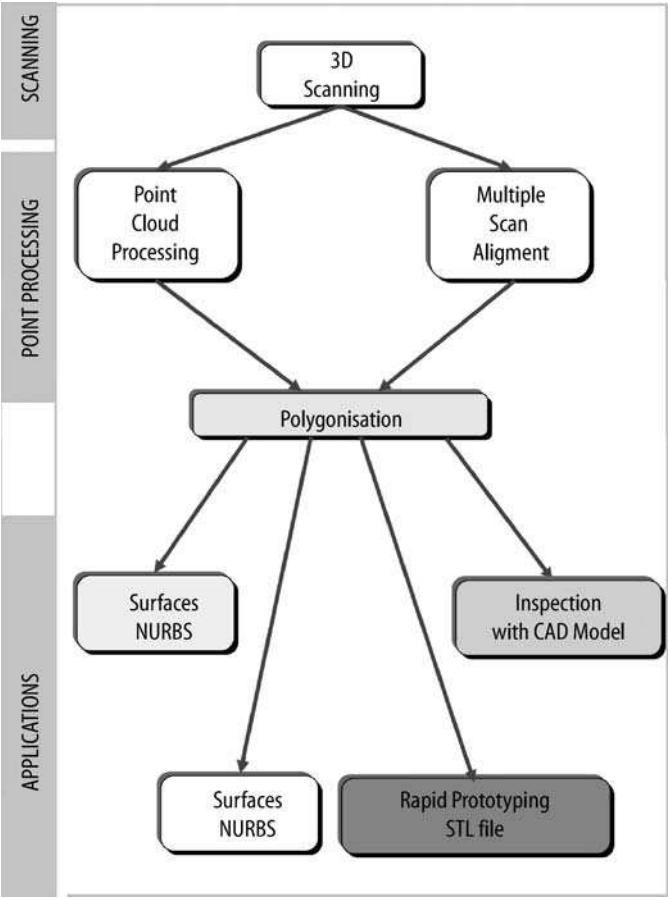 SCANNING
3D
Scanning
POINT PROCESSING
Point
Cloud
Processing
Multiple
Scan
Aligment
Polygonisation
APPLICATIONS
Surfaces
NURBS
Inspection
with CAD Model
Surfaces
NURBS
Rapid Prototyping
STL file